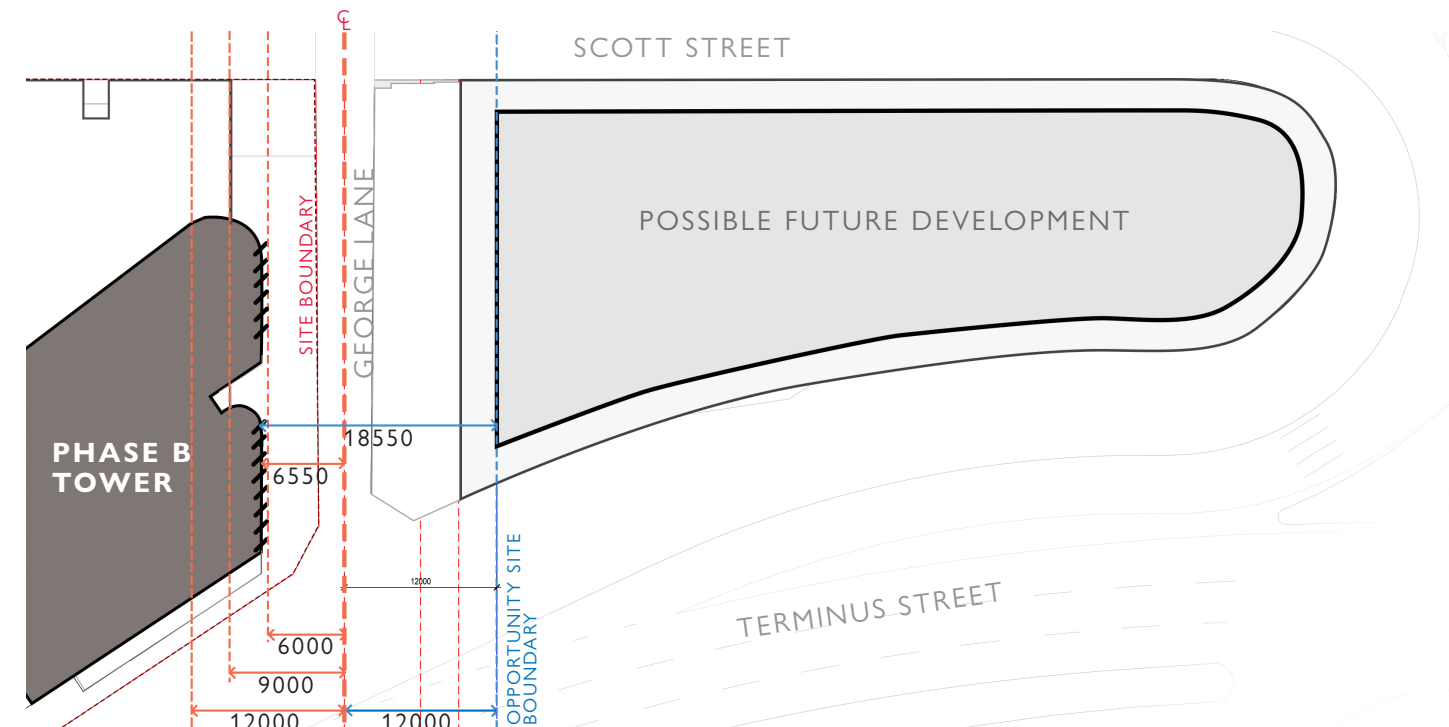 ℄
SCOTT STREET
SITE BOUNDARY
GEORGE LANE
POSSIBLE FUTURE DEVELOPMENT
18550
6550
PHASE B
TOWER
12000
OPPORTUNITY SITE
BOUNDARY
TERMINUS STREET
6000
9000
12000
12000